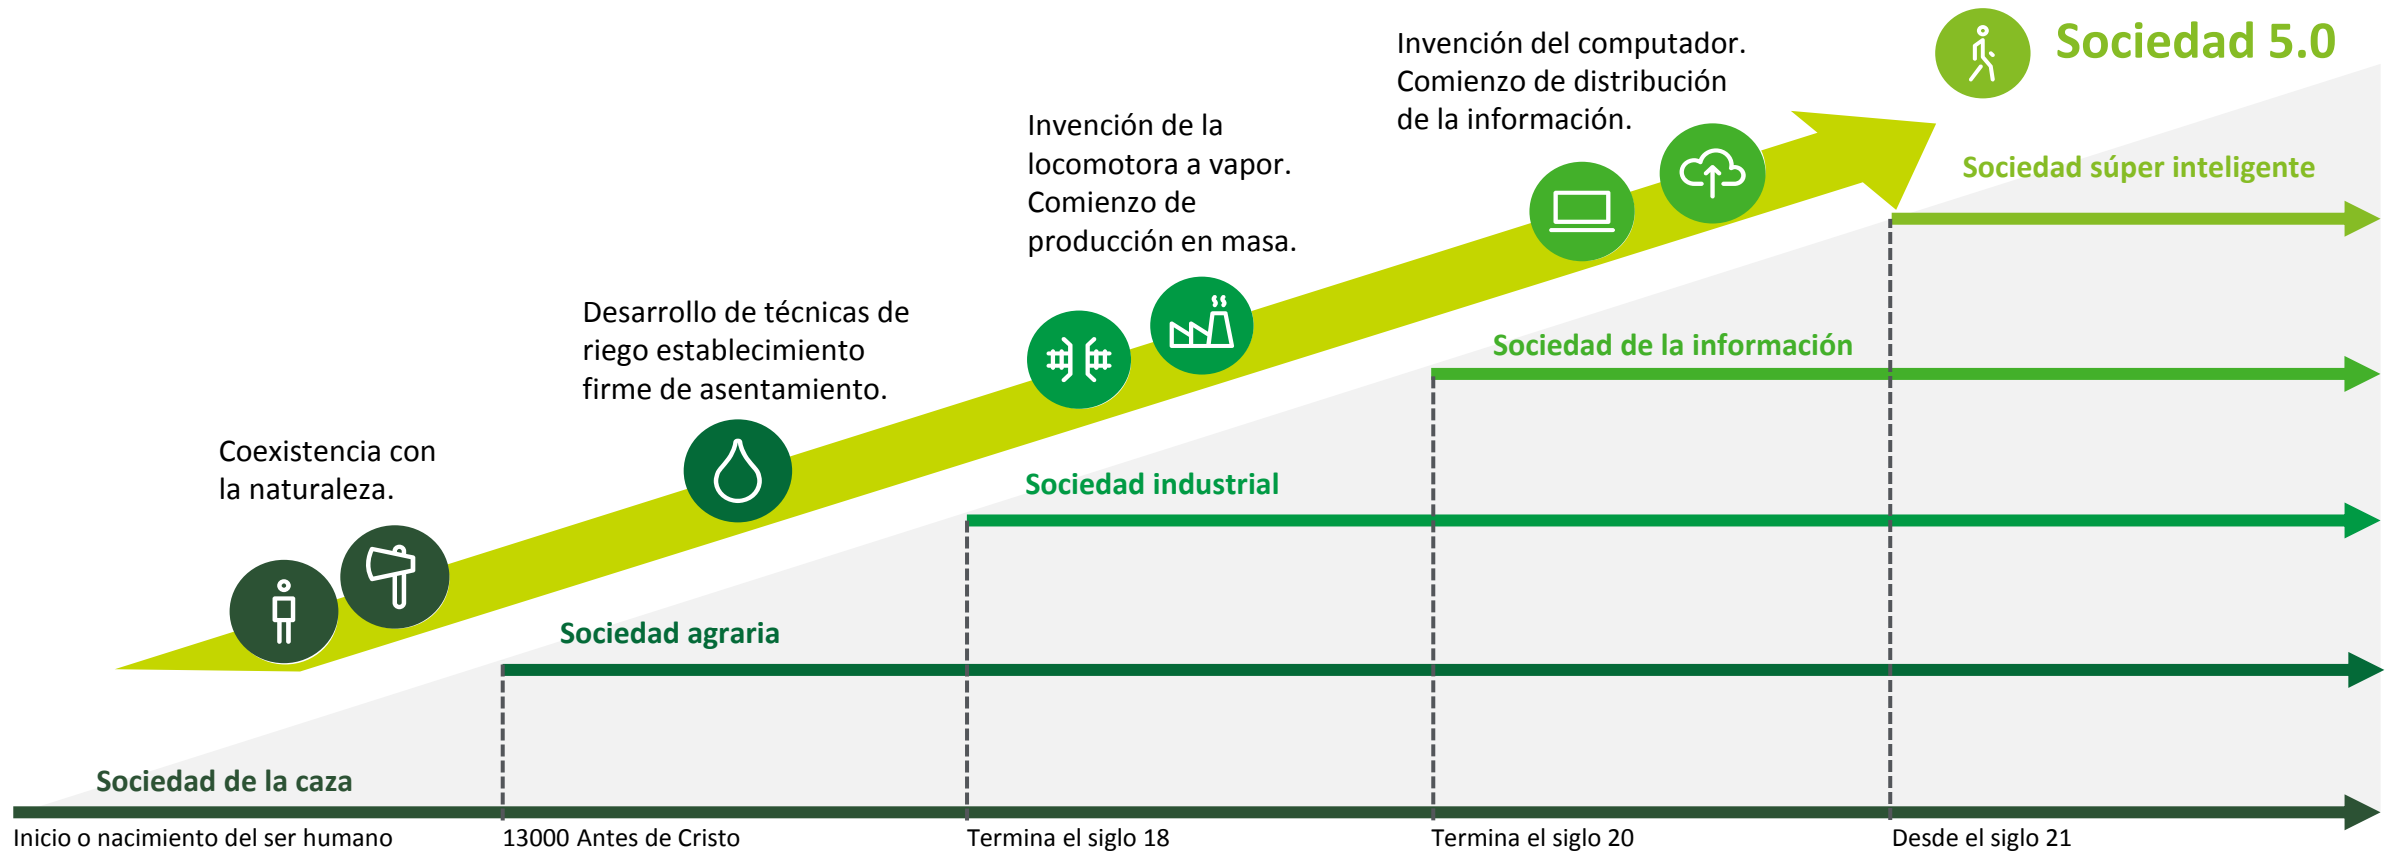 Sociedad 5.0
Invención del computador.
Comienzo de distribución
de la información.
Invención de la
locomotora a vapor.
Comienzo de
producción en masa.
Sociedad súper inteligente
Desarrollo de técnicas de
riego establecimiento
firme de asentamiento.
Sociedad de la información
Coexistencia con
la naturaleza.
Sociedad industrial
Sociedad agraria
Sociedad de la caza
Inicio o nacimiento del ser humano
13000 Antes de Cristo
Termina el siglo 18
Termina el siglo 20
Desde el siglo 21